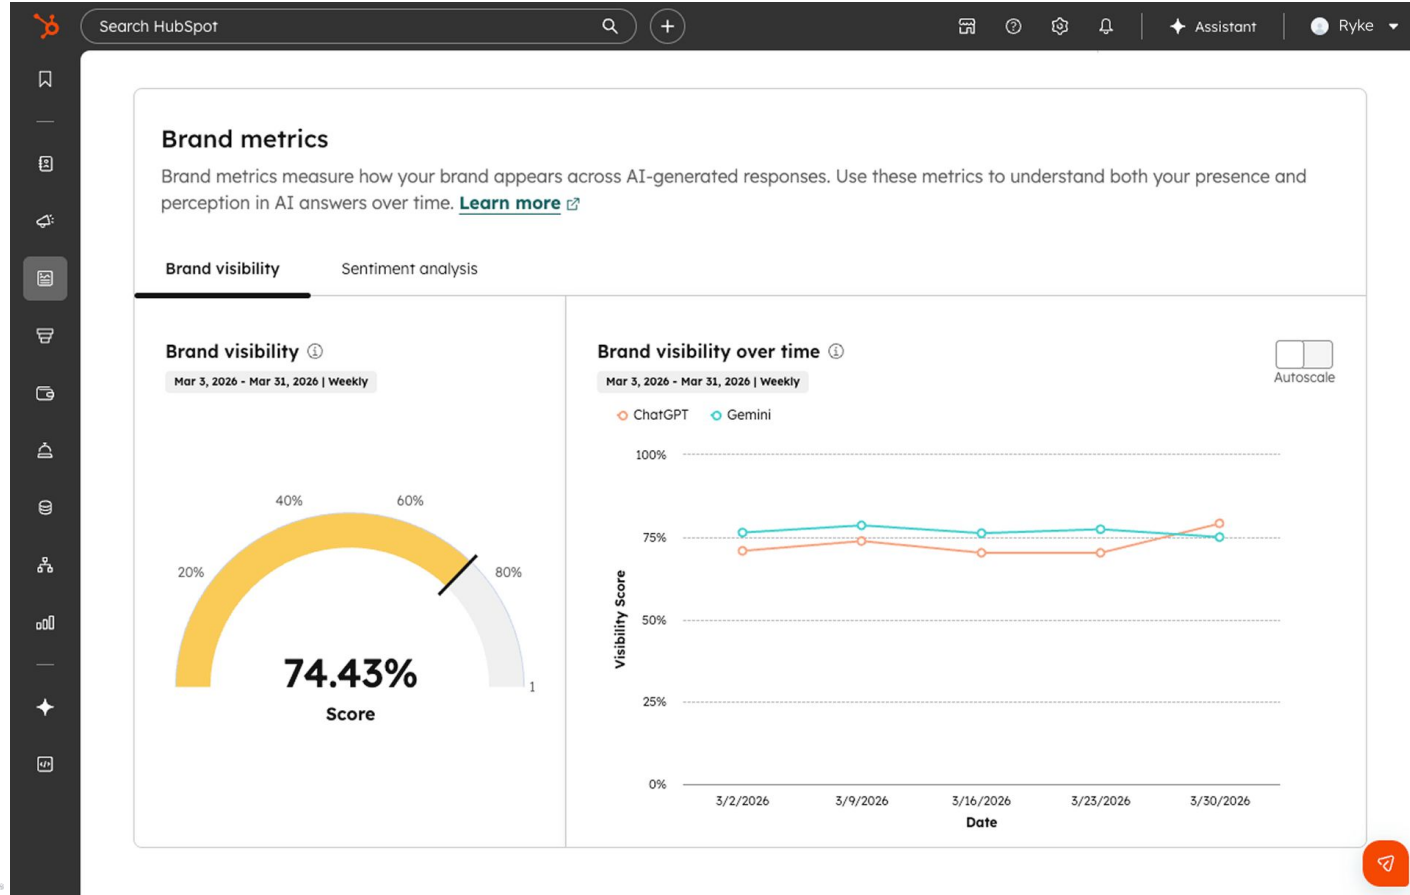 Search HubSpot
Assistant
Ryke
Brand metrics
Brand metrics measure how your brand appears across AI-generated responses. Use these metrics to understand both your presence and
perception in AI answers over time. Learn more
Brand visibility
Sentiment analysis
Brand visibility
Mar 3, 2026 - Mar 31, 2026 | Weekly
20%
40%
60%
80%
1
74.43%
Score
Brand visibility over time
Mar 3, 2026 - Mar 31, 2026 | Weekly
Autoscale
ChatGPT
Gemini
100%
75%
50%
25%
0%
Visibility Score
3/2/2026
3/9/2026
3/16/2026
3/23/2026
3/30/2026
Date